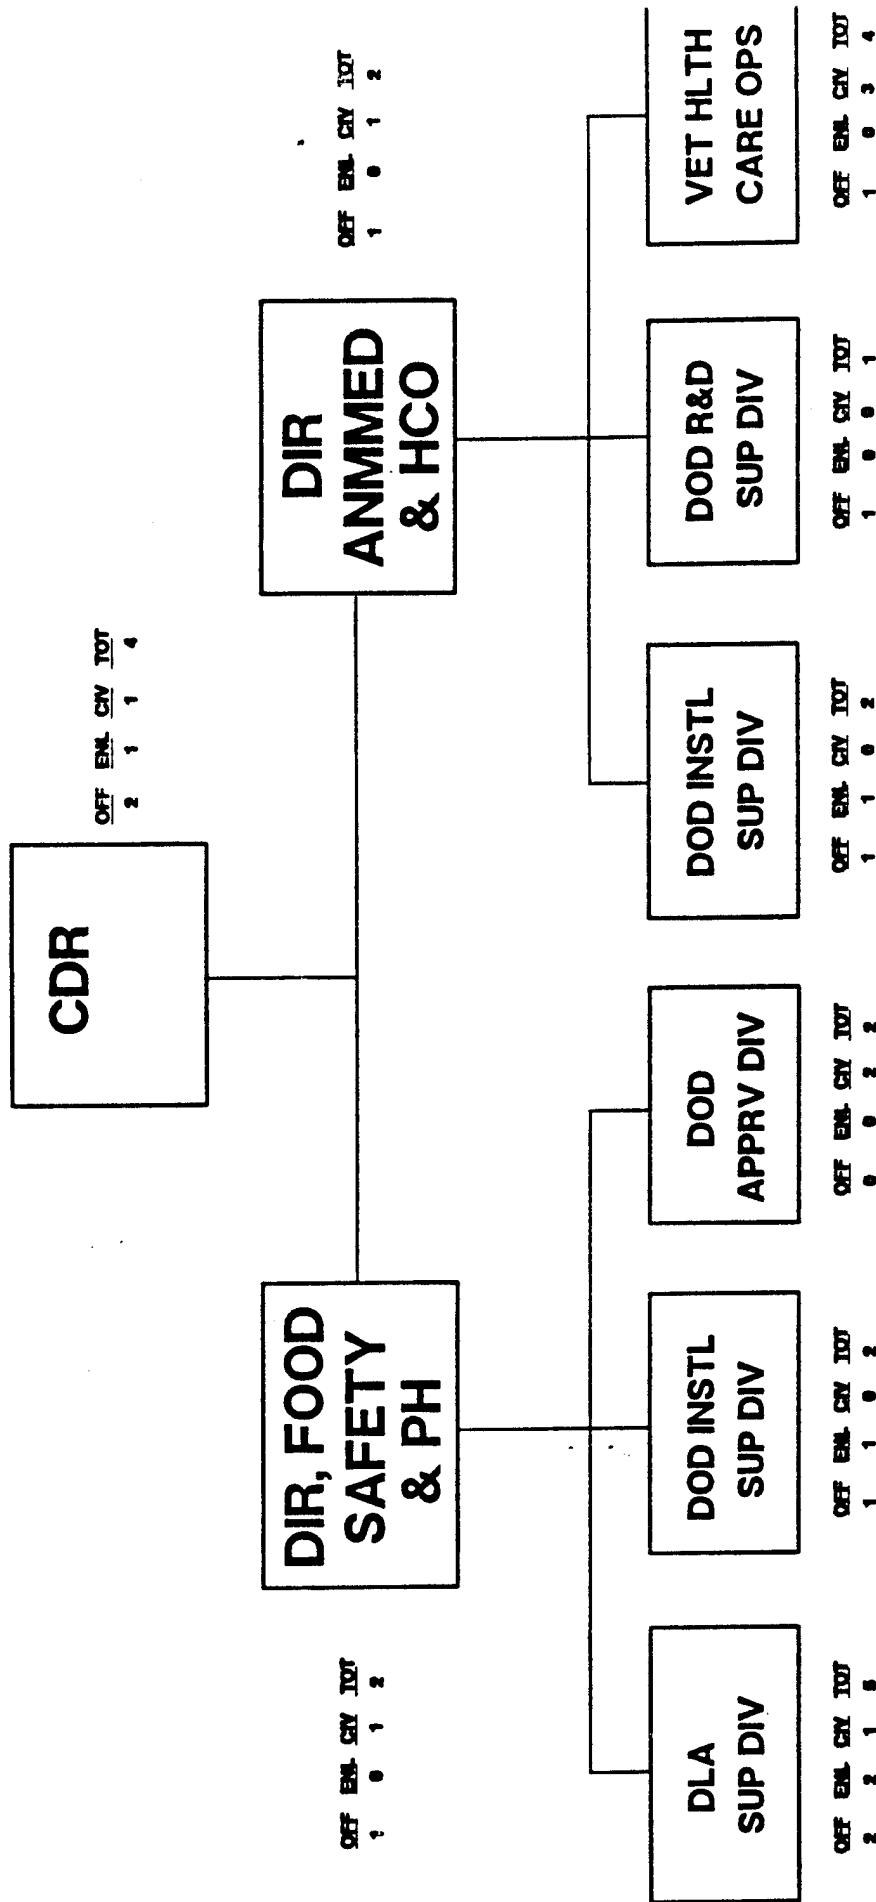 CDR
OFF ENL CIV TOT
2 1 1 4
OFF ENL CIV TOT
1 0 1 2
DIR, FOOD
SAFETY
& PH
DIR
ANMMED
& HCO
OFF ENL CIV TOT
1 0 1 2
DLA
SUP DIV
OFF ENL CIV TOT
2 2 1 5
DOD INSTL
SUP DIV
OFF ENL CIV TOT
1 1 0 2
DOD
APPRV DIV
OFF ENL CIV TOT
0 0 2 2
DOD INSTL
SUP DIV
OFF ENL CIV TOT
1 1 0 2
DOD R&D
SUP DIV
OFF ENL CIV TOT
1 0 0 1
VET HLTH
CARE OPS
OFF ENL CIV TOT
1 0 3 4